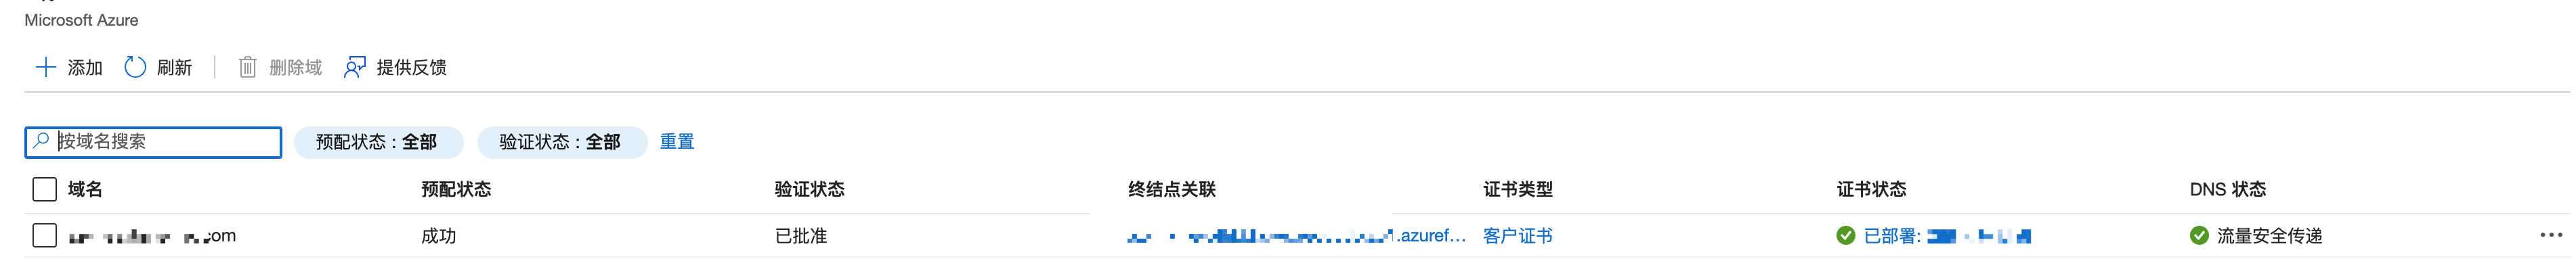 Microsoft Azure
添加 刷新 删除域 提供反馈
按域名搜索 预配状态 : 全部 验证状态 : 全部 重置
域名 预配状态 验证状态 终结点关联 证书类型 证书状态 DNS 状态
.com 成功 已批准 .azuref... 客户证书 已部署: 流量安全传递